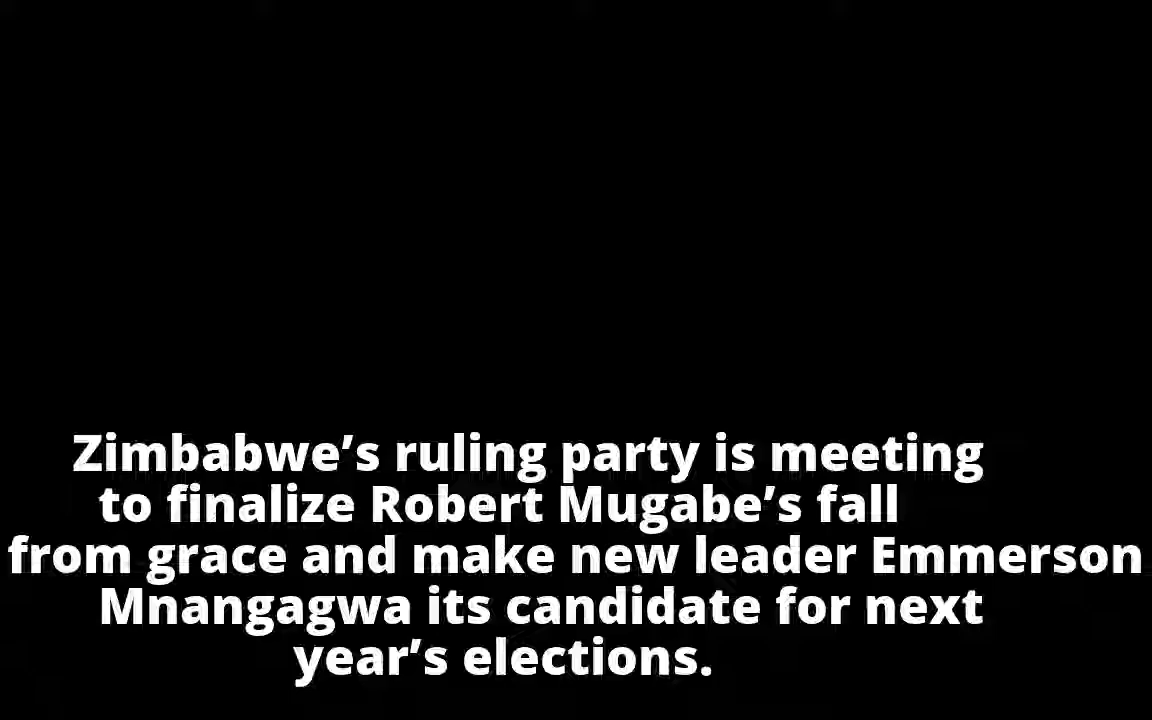 Zimbabwe’s ruling party is meeting
to finalize Robert Mugabe’s fall
from grace and make new leader Emmerson
Mnangagwa its candidate for next
year’s elections.